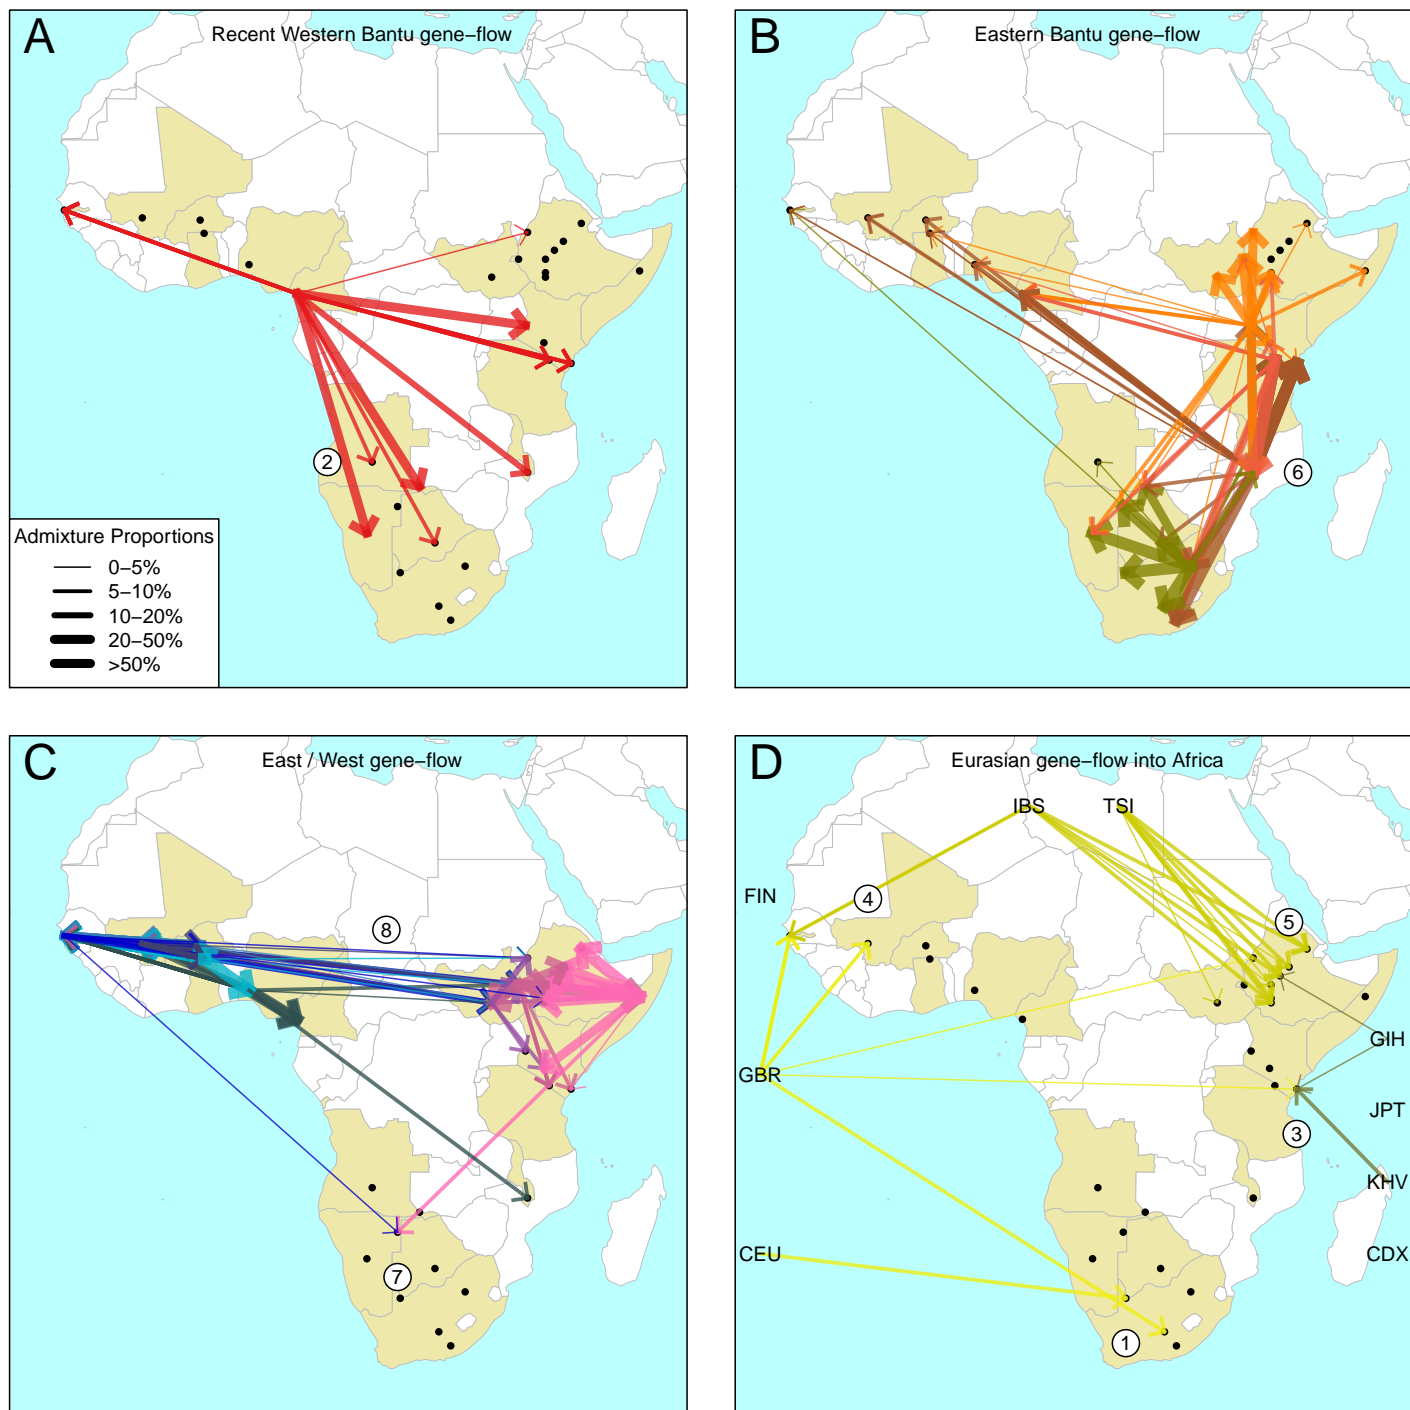 A
Recent Western Bantu gene−flow
2
Admixture Proportions
0−5%
5−10%
10−20%
20−50%
>50%
B
Eastern Bantu gene−flow
6
C
East / West gene−flow
8
7
D
Eurasian gene−flow into Africa
IBS
TSI
FIN
4
5
GIH
GBR
JPT
3
KHV
CEU
CDX
1